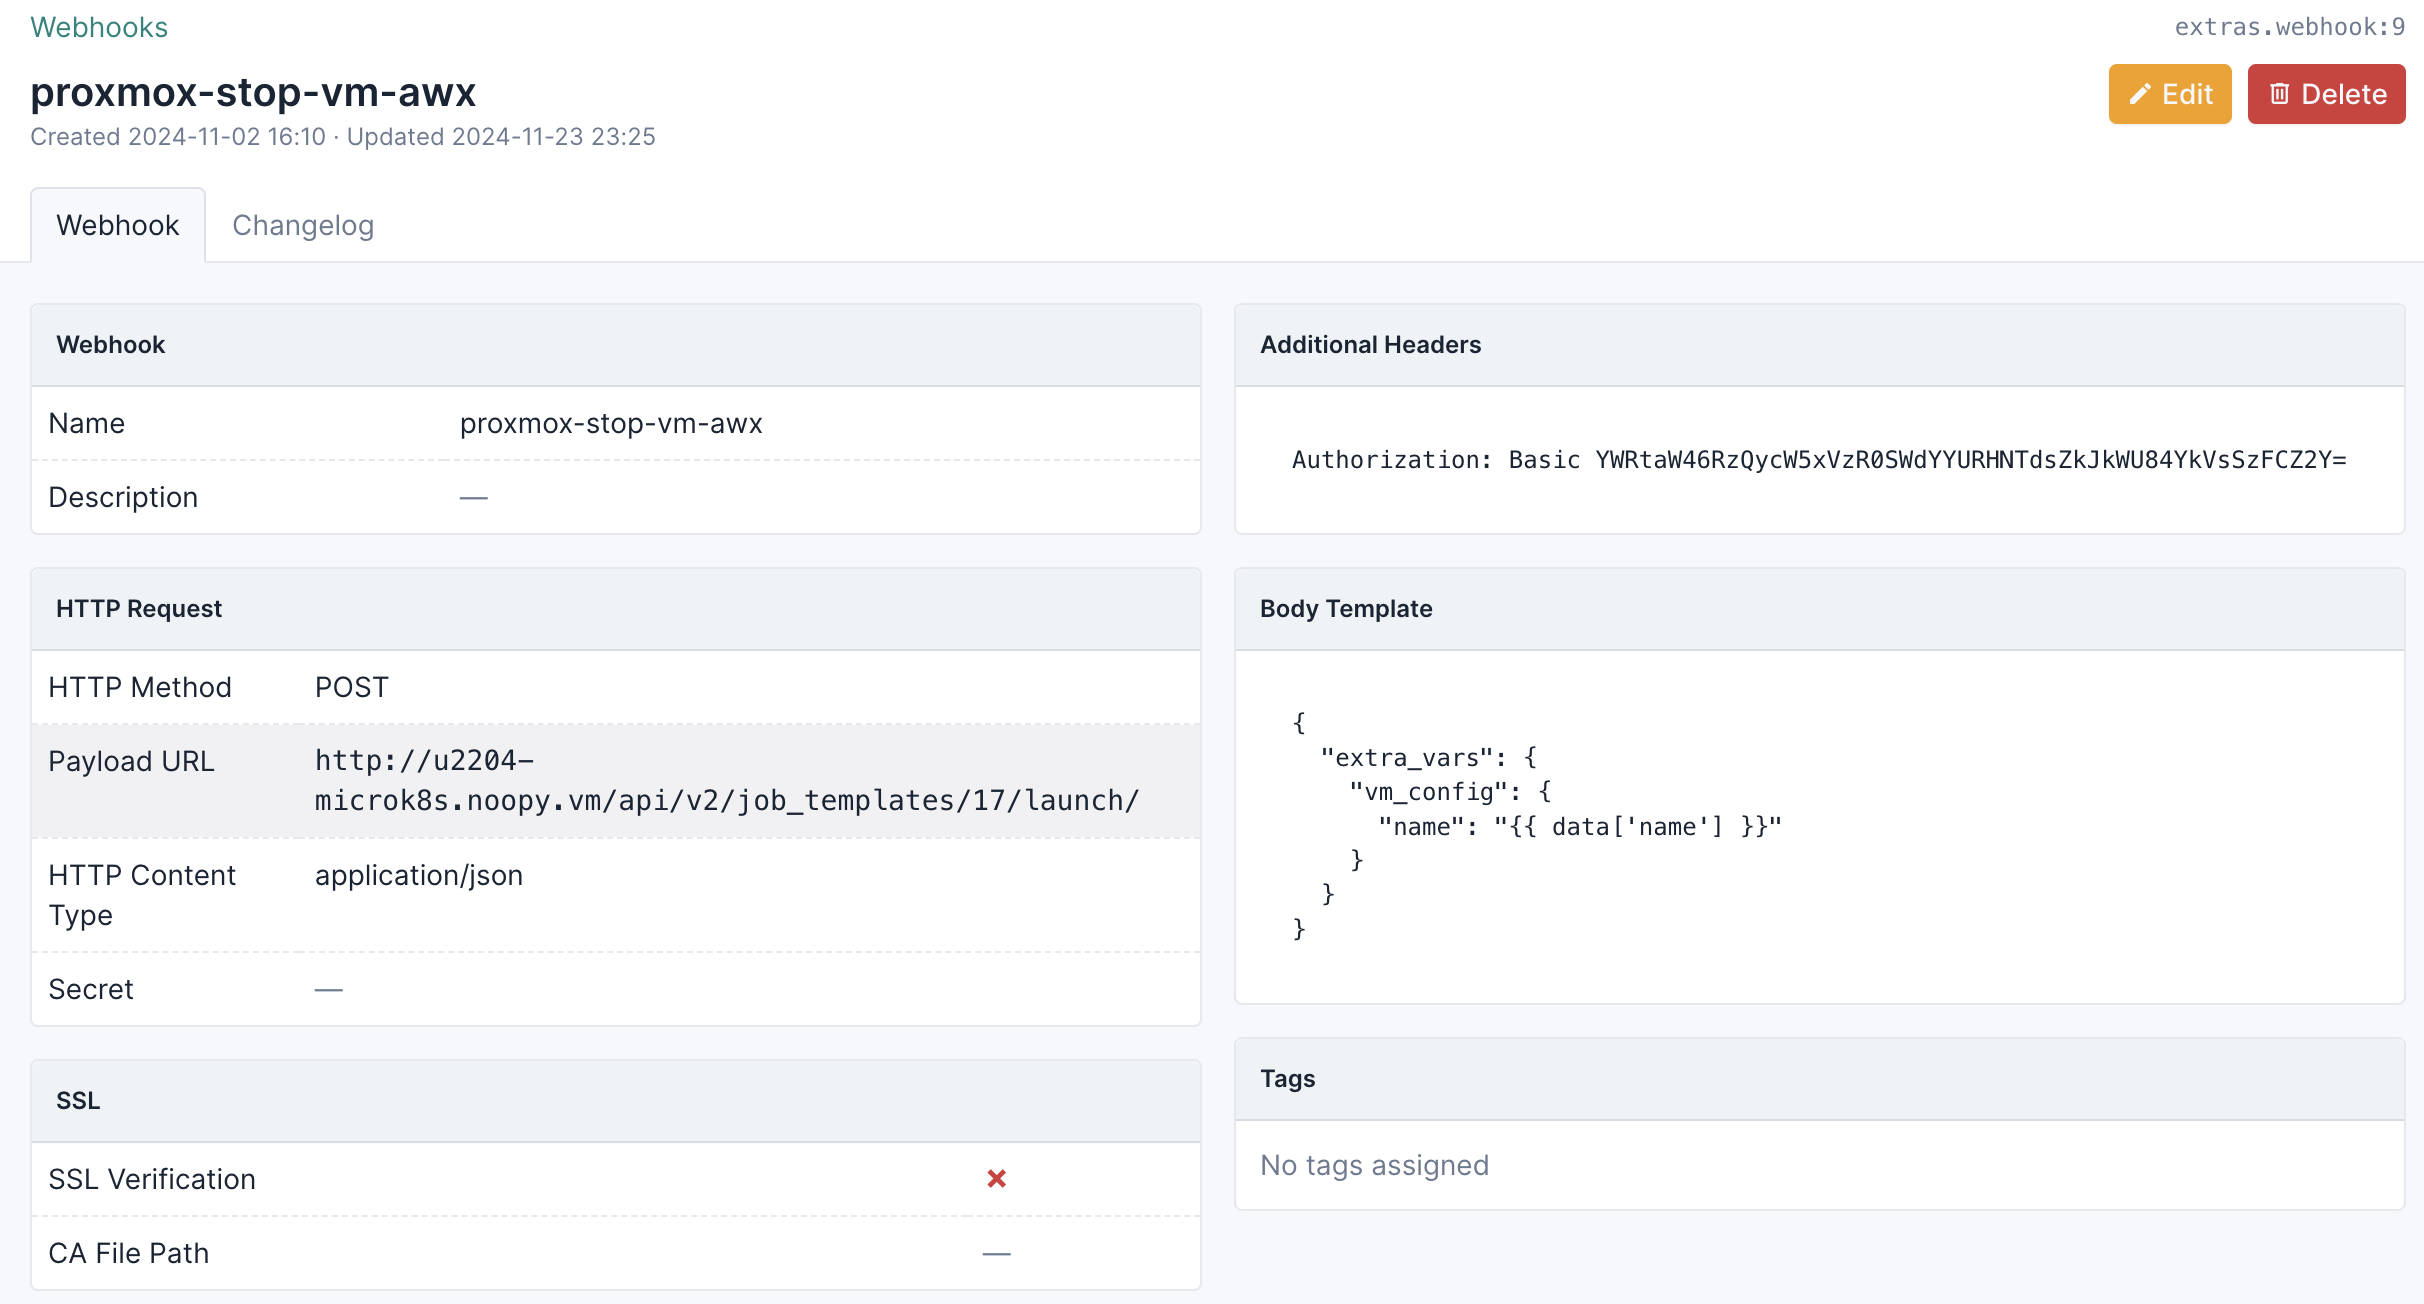 Webhooks
extras.webhook:9
proxmox-stop-vm-awx
Edit
Delete
Created 2024-11-02 16:10 · Updated 2024-11-23 23:25
Webhook
Changelog
Webhook
Name proxmox-stop-vm-awx
Description —
HTTP Request
HTTP Method POST
Payload URL http://u2204-
microk8s.noopy.vm/api/v2/job_templates/17/launch/
HTTP Content application/json
Type
Secret —
SSL
SSL Verification
CA File Path —
Additional Headers
Authorization: Basic YWRtaW46RzQycW5xVzR0SWdYYURHNTdsZkJkWU84YkVsSzFCZ2Y=
Body Template
{
  "extra_vars": {
    "vm_config": {
      "name": "{{ data['name'] }}"
    }
  }
}
Tags
No tags assigned